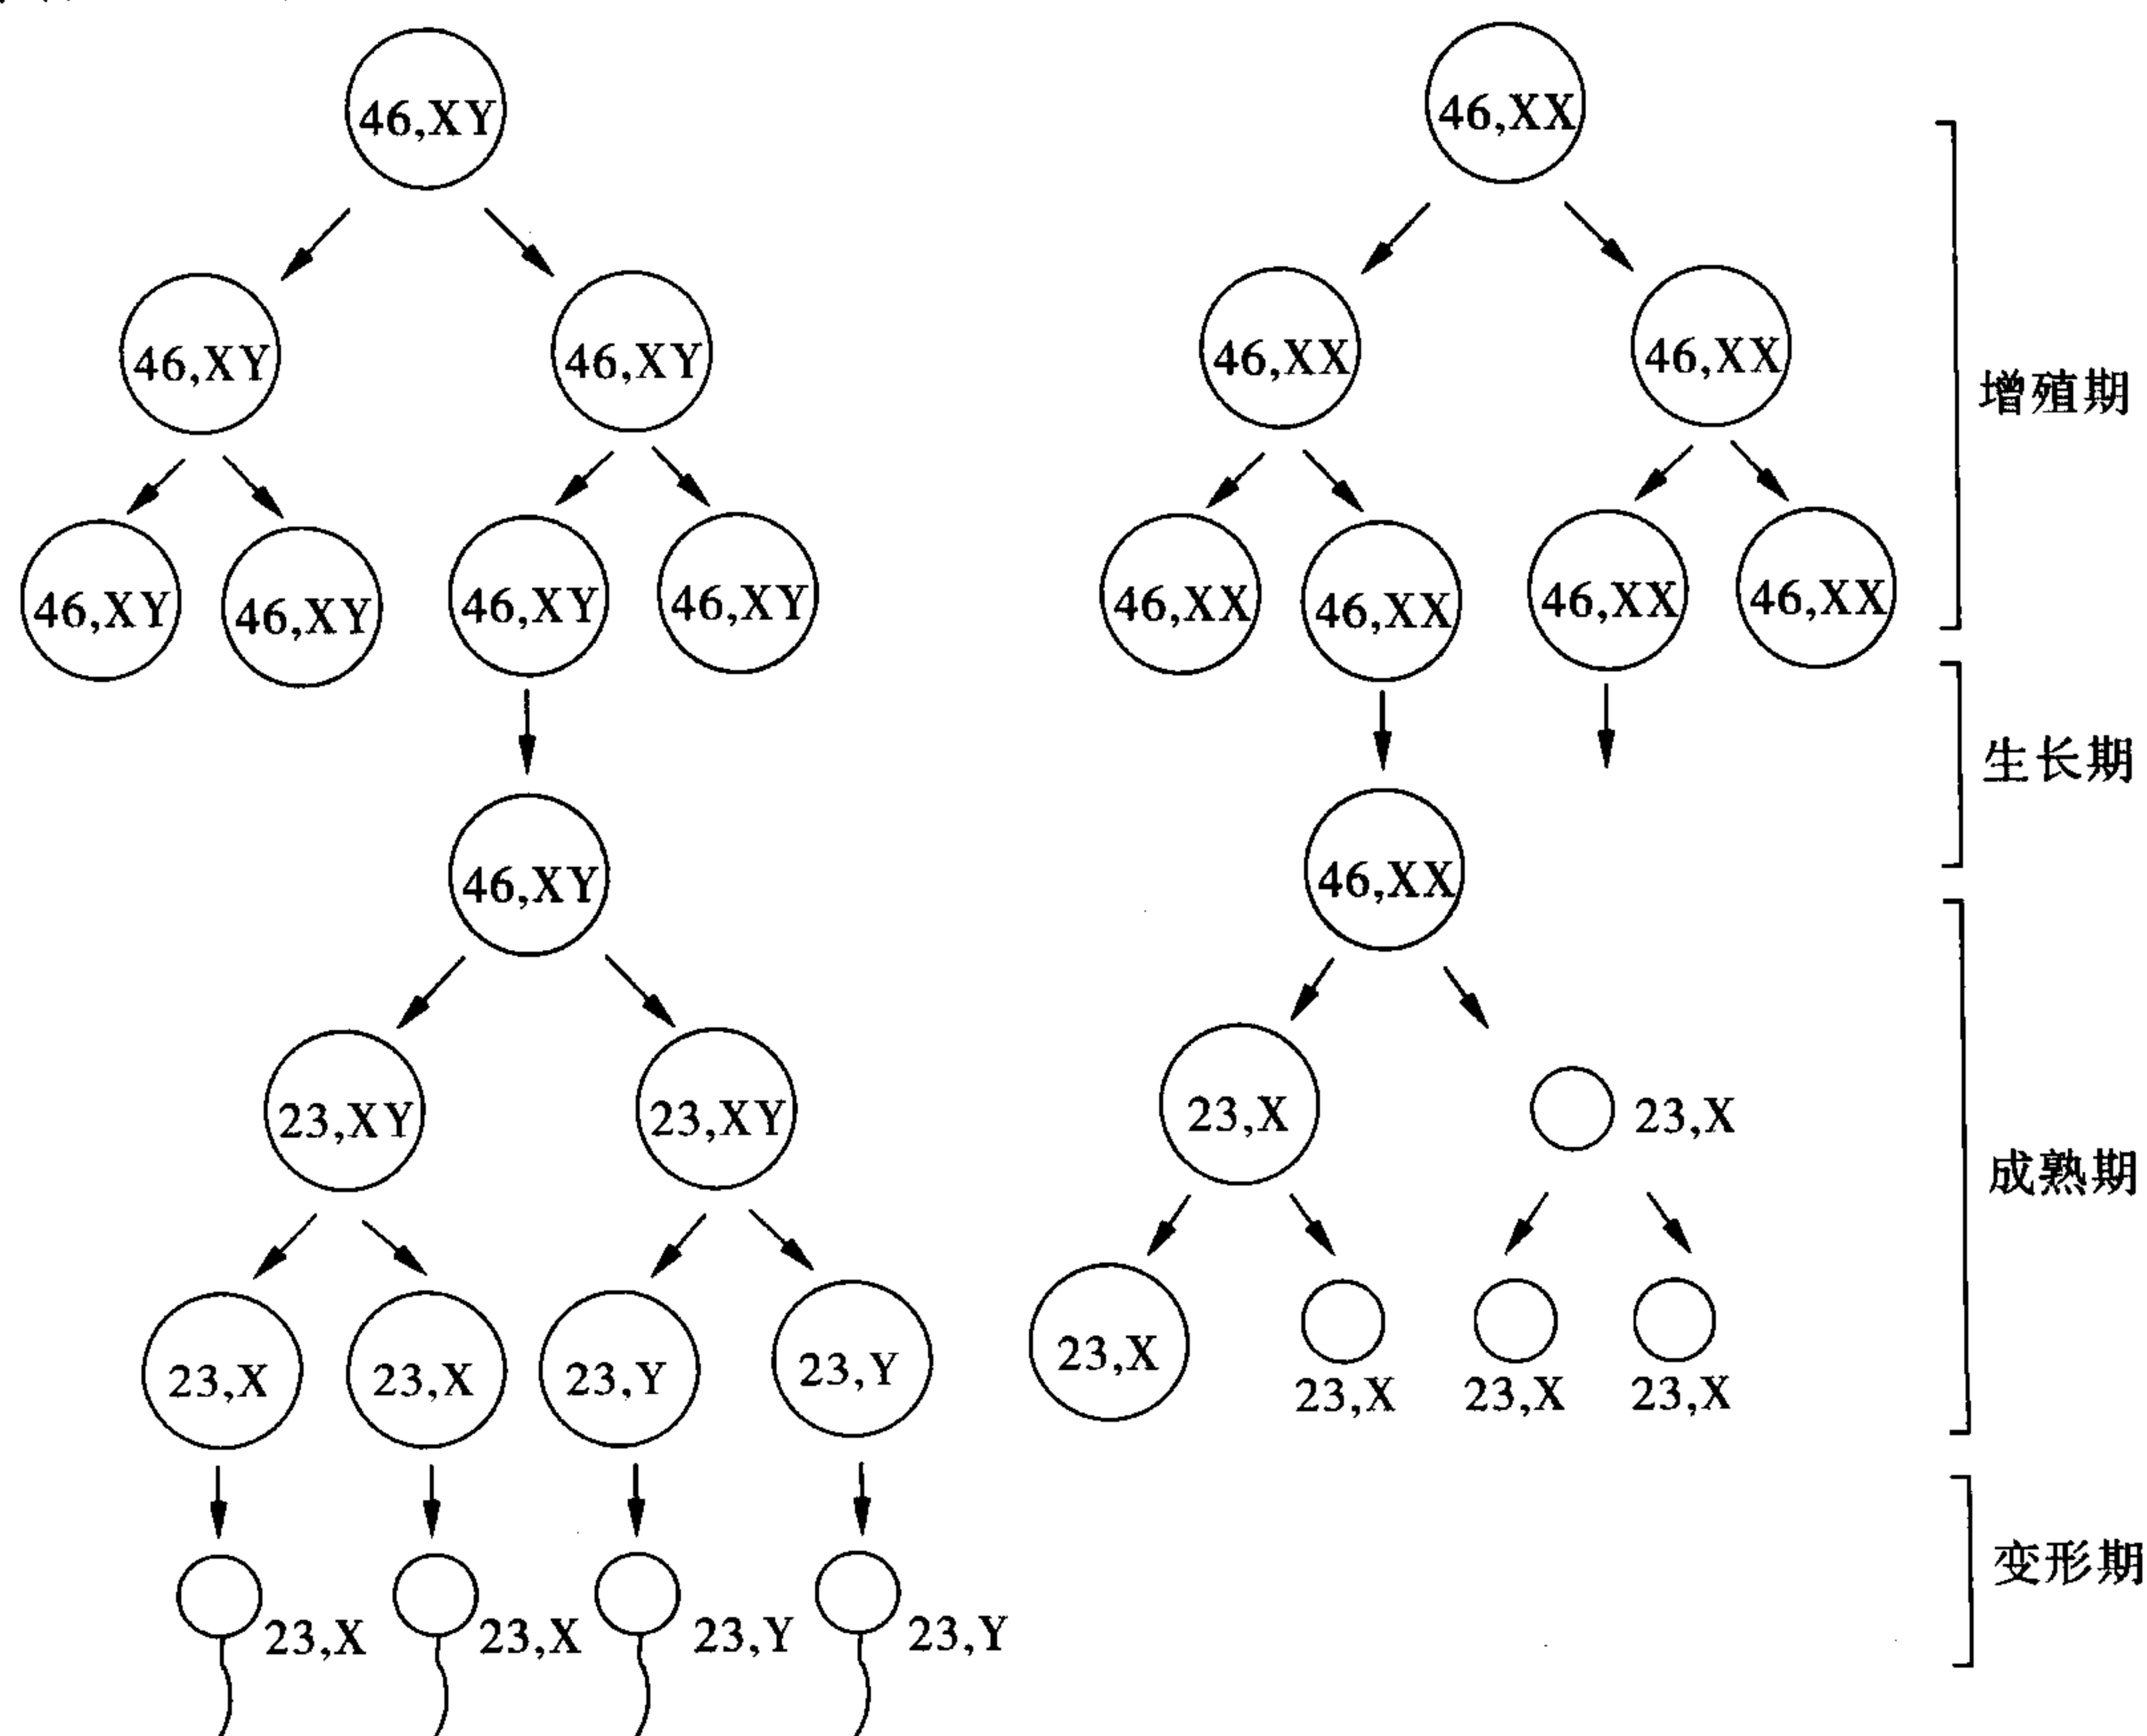 46,XY
46,XX
46,XY 46,XY
46,XX 46,XX
增殖期
46,XY 46,XY 46,XY 46,XY
46,XX 46,XX 46,XX 46,XX
生长期
46,XY
46,XX
23,XY 23,XY
23,X 23,X
成熟期
23,X 23,X 23,Y 23,Y
23,X 23,X 23,X 23,X
变形期
23,X 23,X 23,Y 23,Y